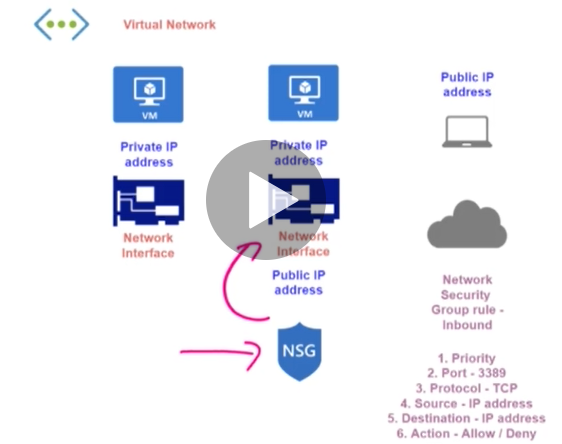 Virtual Network
VM
Private IP
address
Network
Interface
VM
Private IP
address
Network
Interface
Public IP
address
NSG
Public IP
address
Network
Security
Group rule -
Inbound
1. Priority
2. Port - 3389
3. Protocol - TCP
4. Source - IP address
5. Destination - IP address
6. Action - Allow / Deny